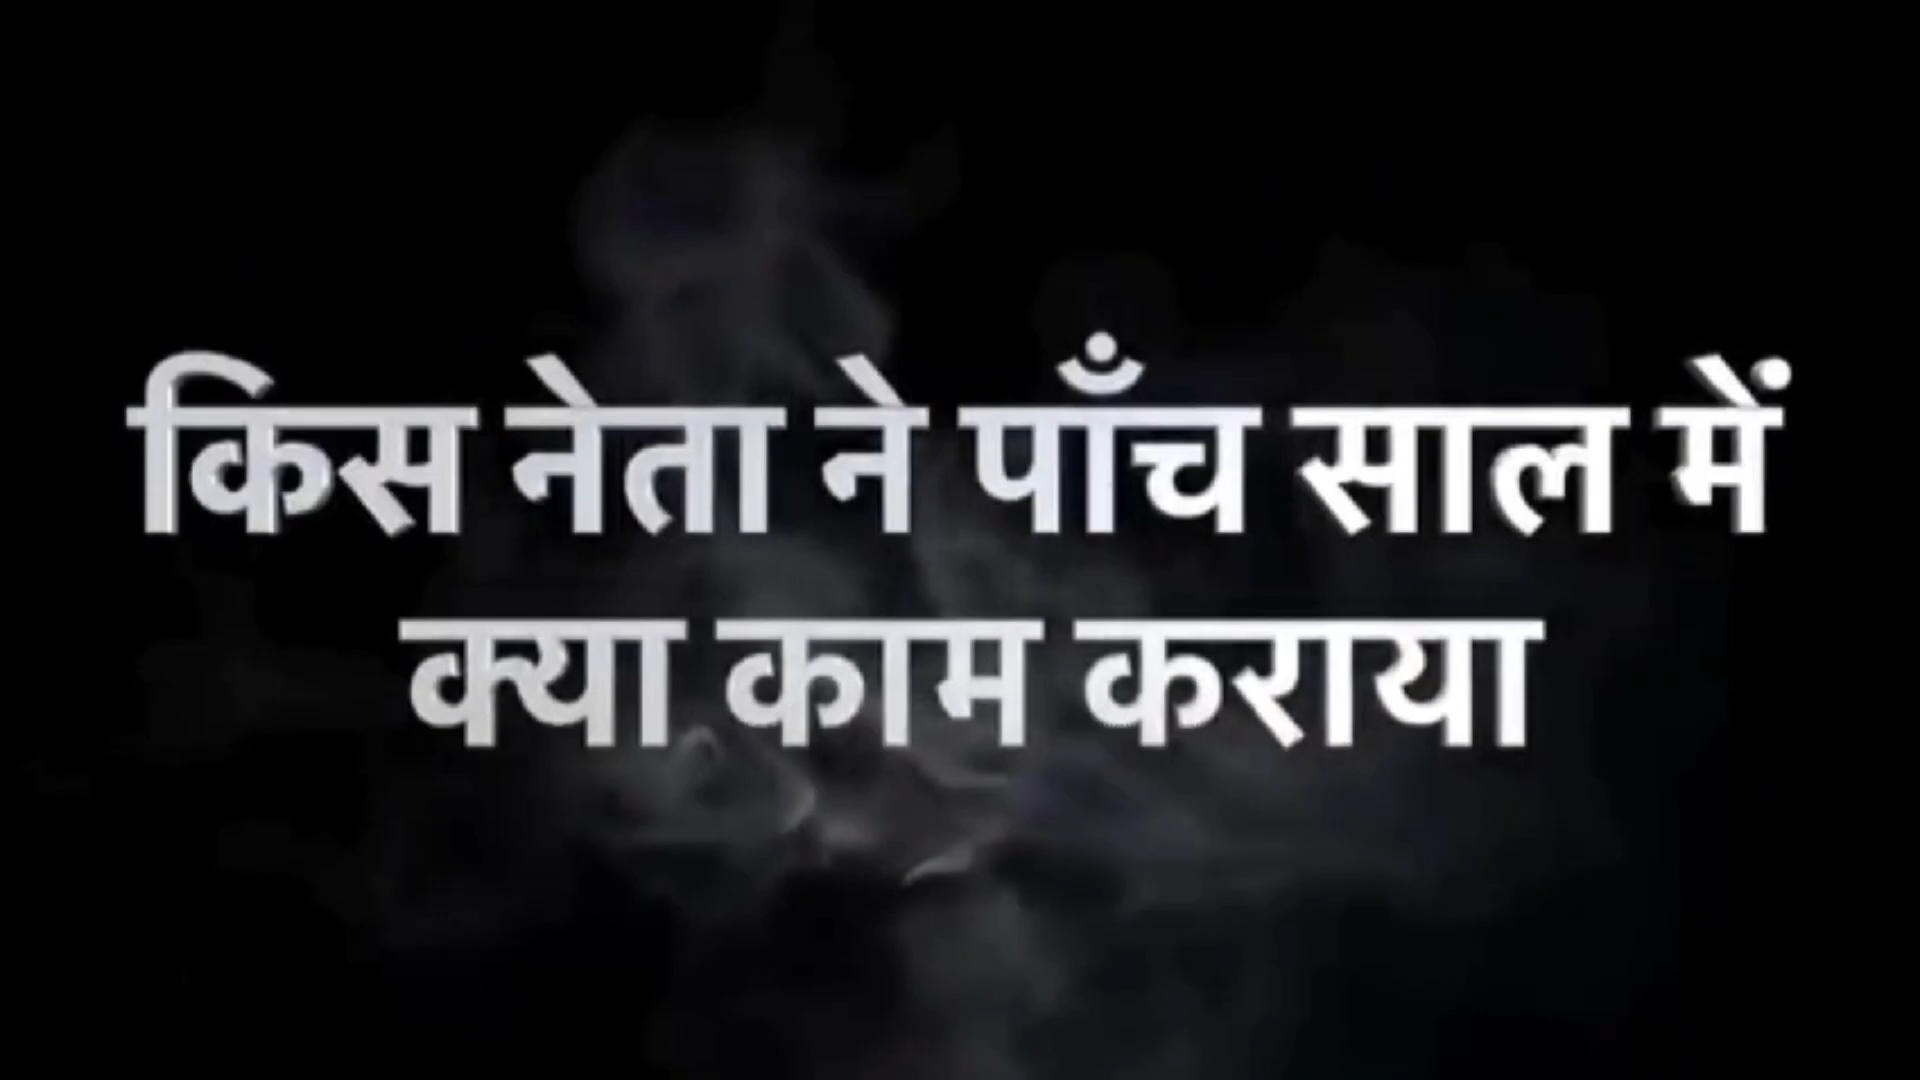 किस नेता ने पाँच साल में
क्या काम कराया